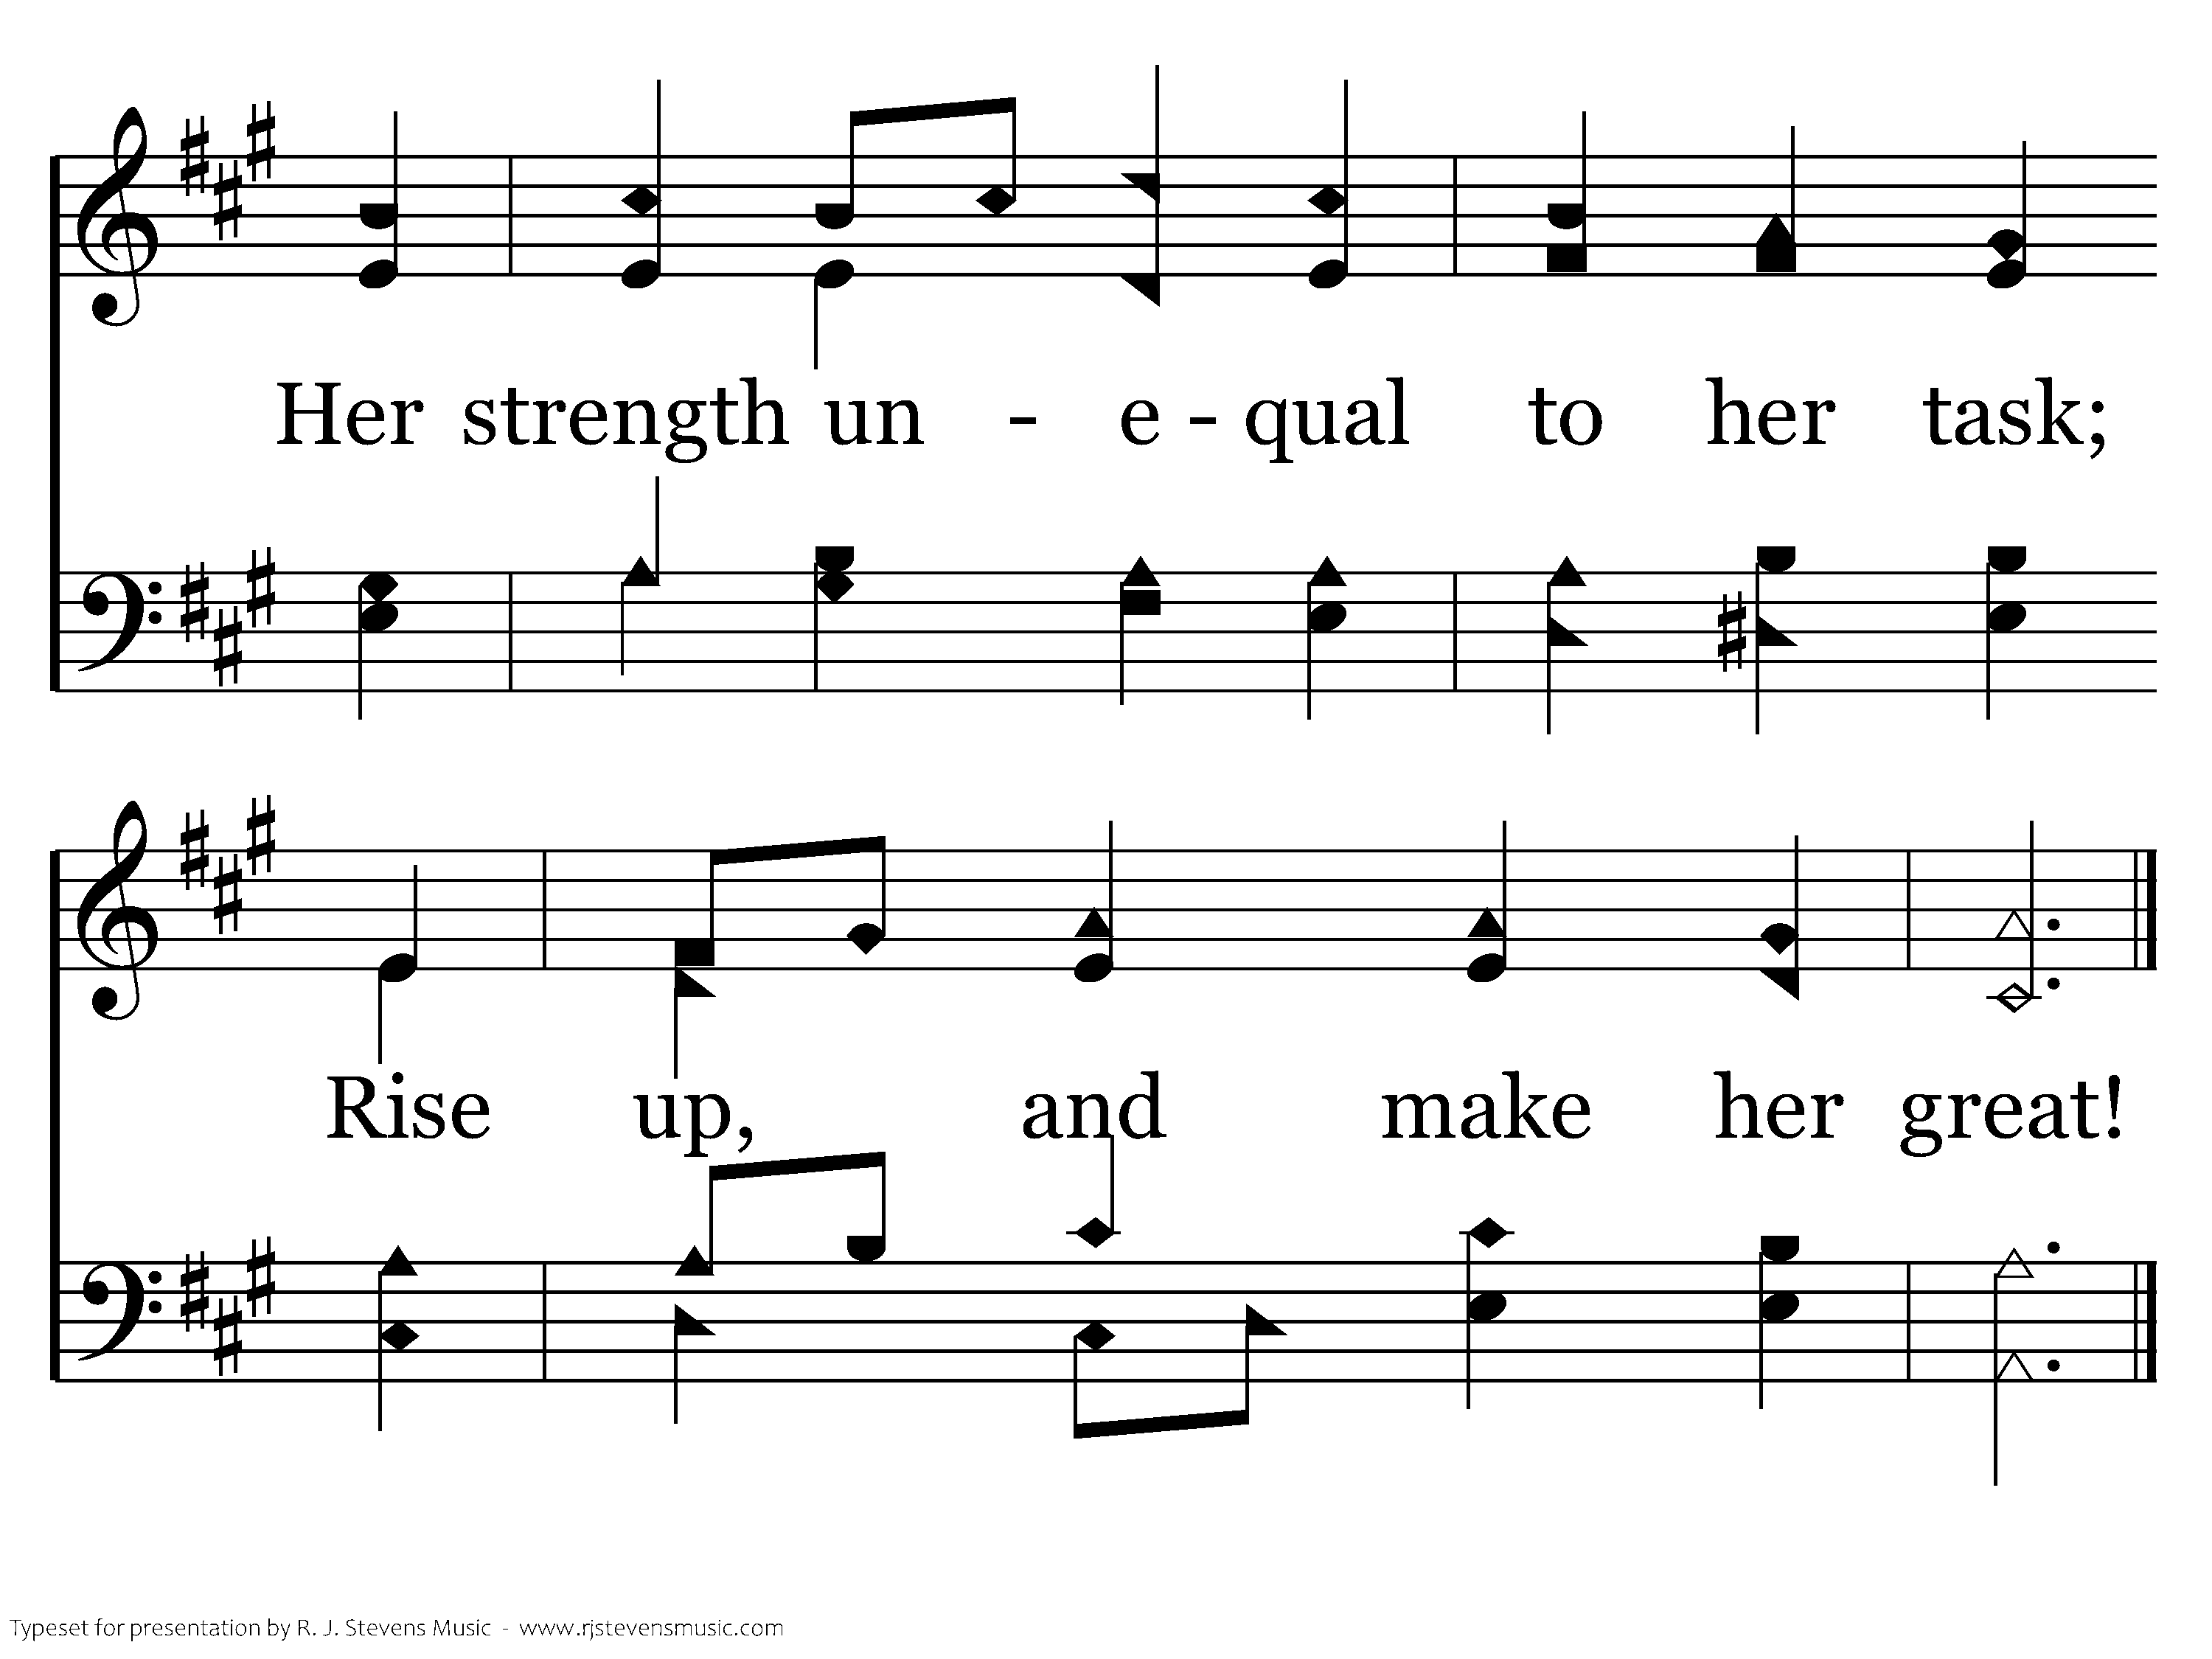 Her strength un - e - qual to her task;
Rise up, and make her great!
Typeset for presentation by R. J. Stevens Music - www.rjstevensmusic.com